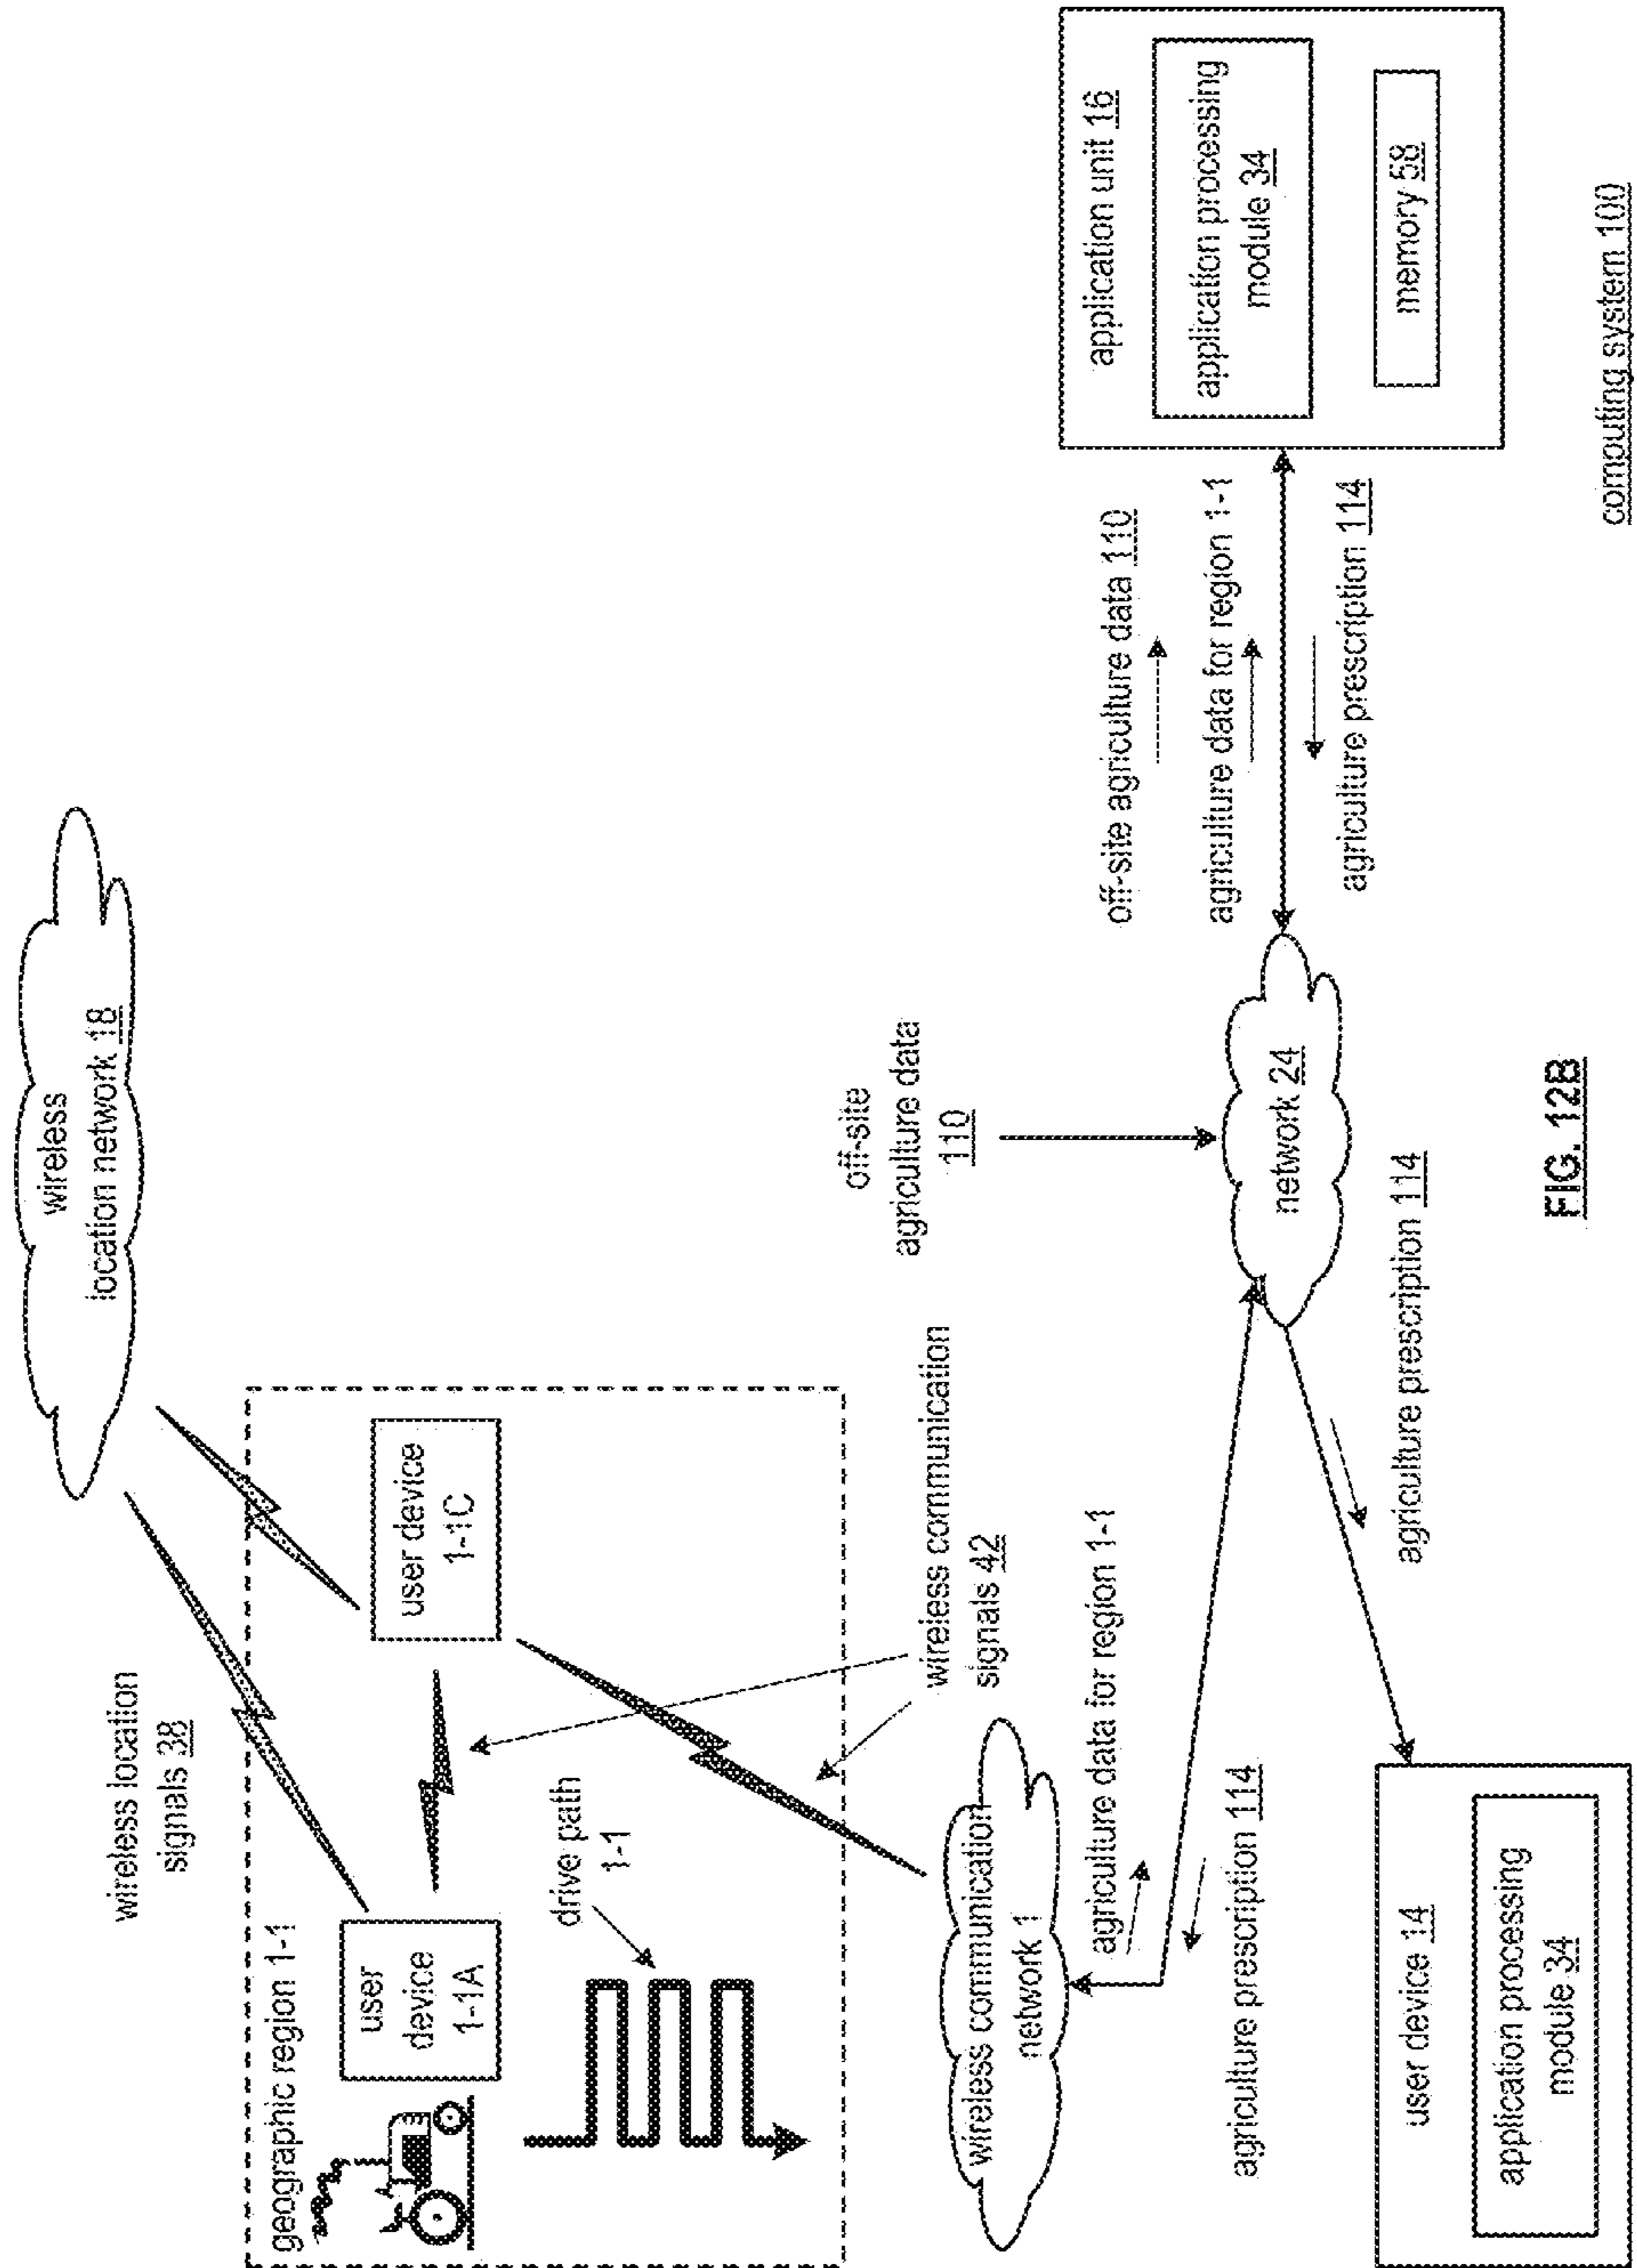 wireless
location network 18
wireless location
signals 38
geographic region 1-1
user
device
1-1A
user device
1-1C
drive path
1-1
wireless communication
signals 42
wireless communication
network 1
agriculture data for region 1-1
agriculture prescription 114
off-site
agriculture data
110
network 24
off-site agriculture data 110
agriculture data for region 1-1
agriculture prescription 114
application unit 16
application processing
module 34
memory 58
user device 14
application processing
module 34
agriculture prescription 114
FIG. 12B
computing system 100